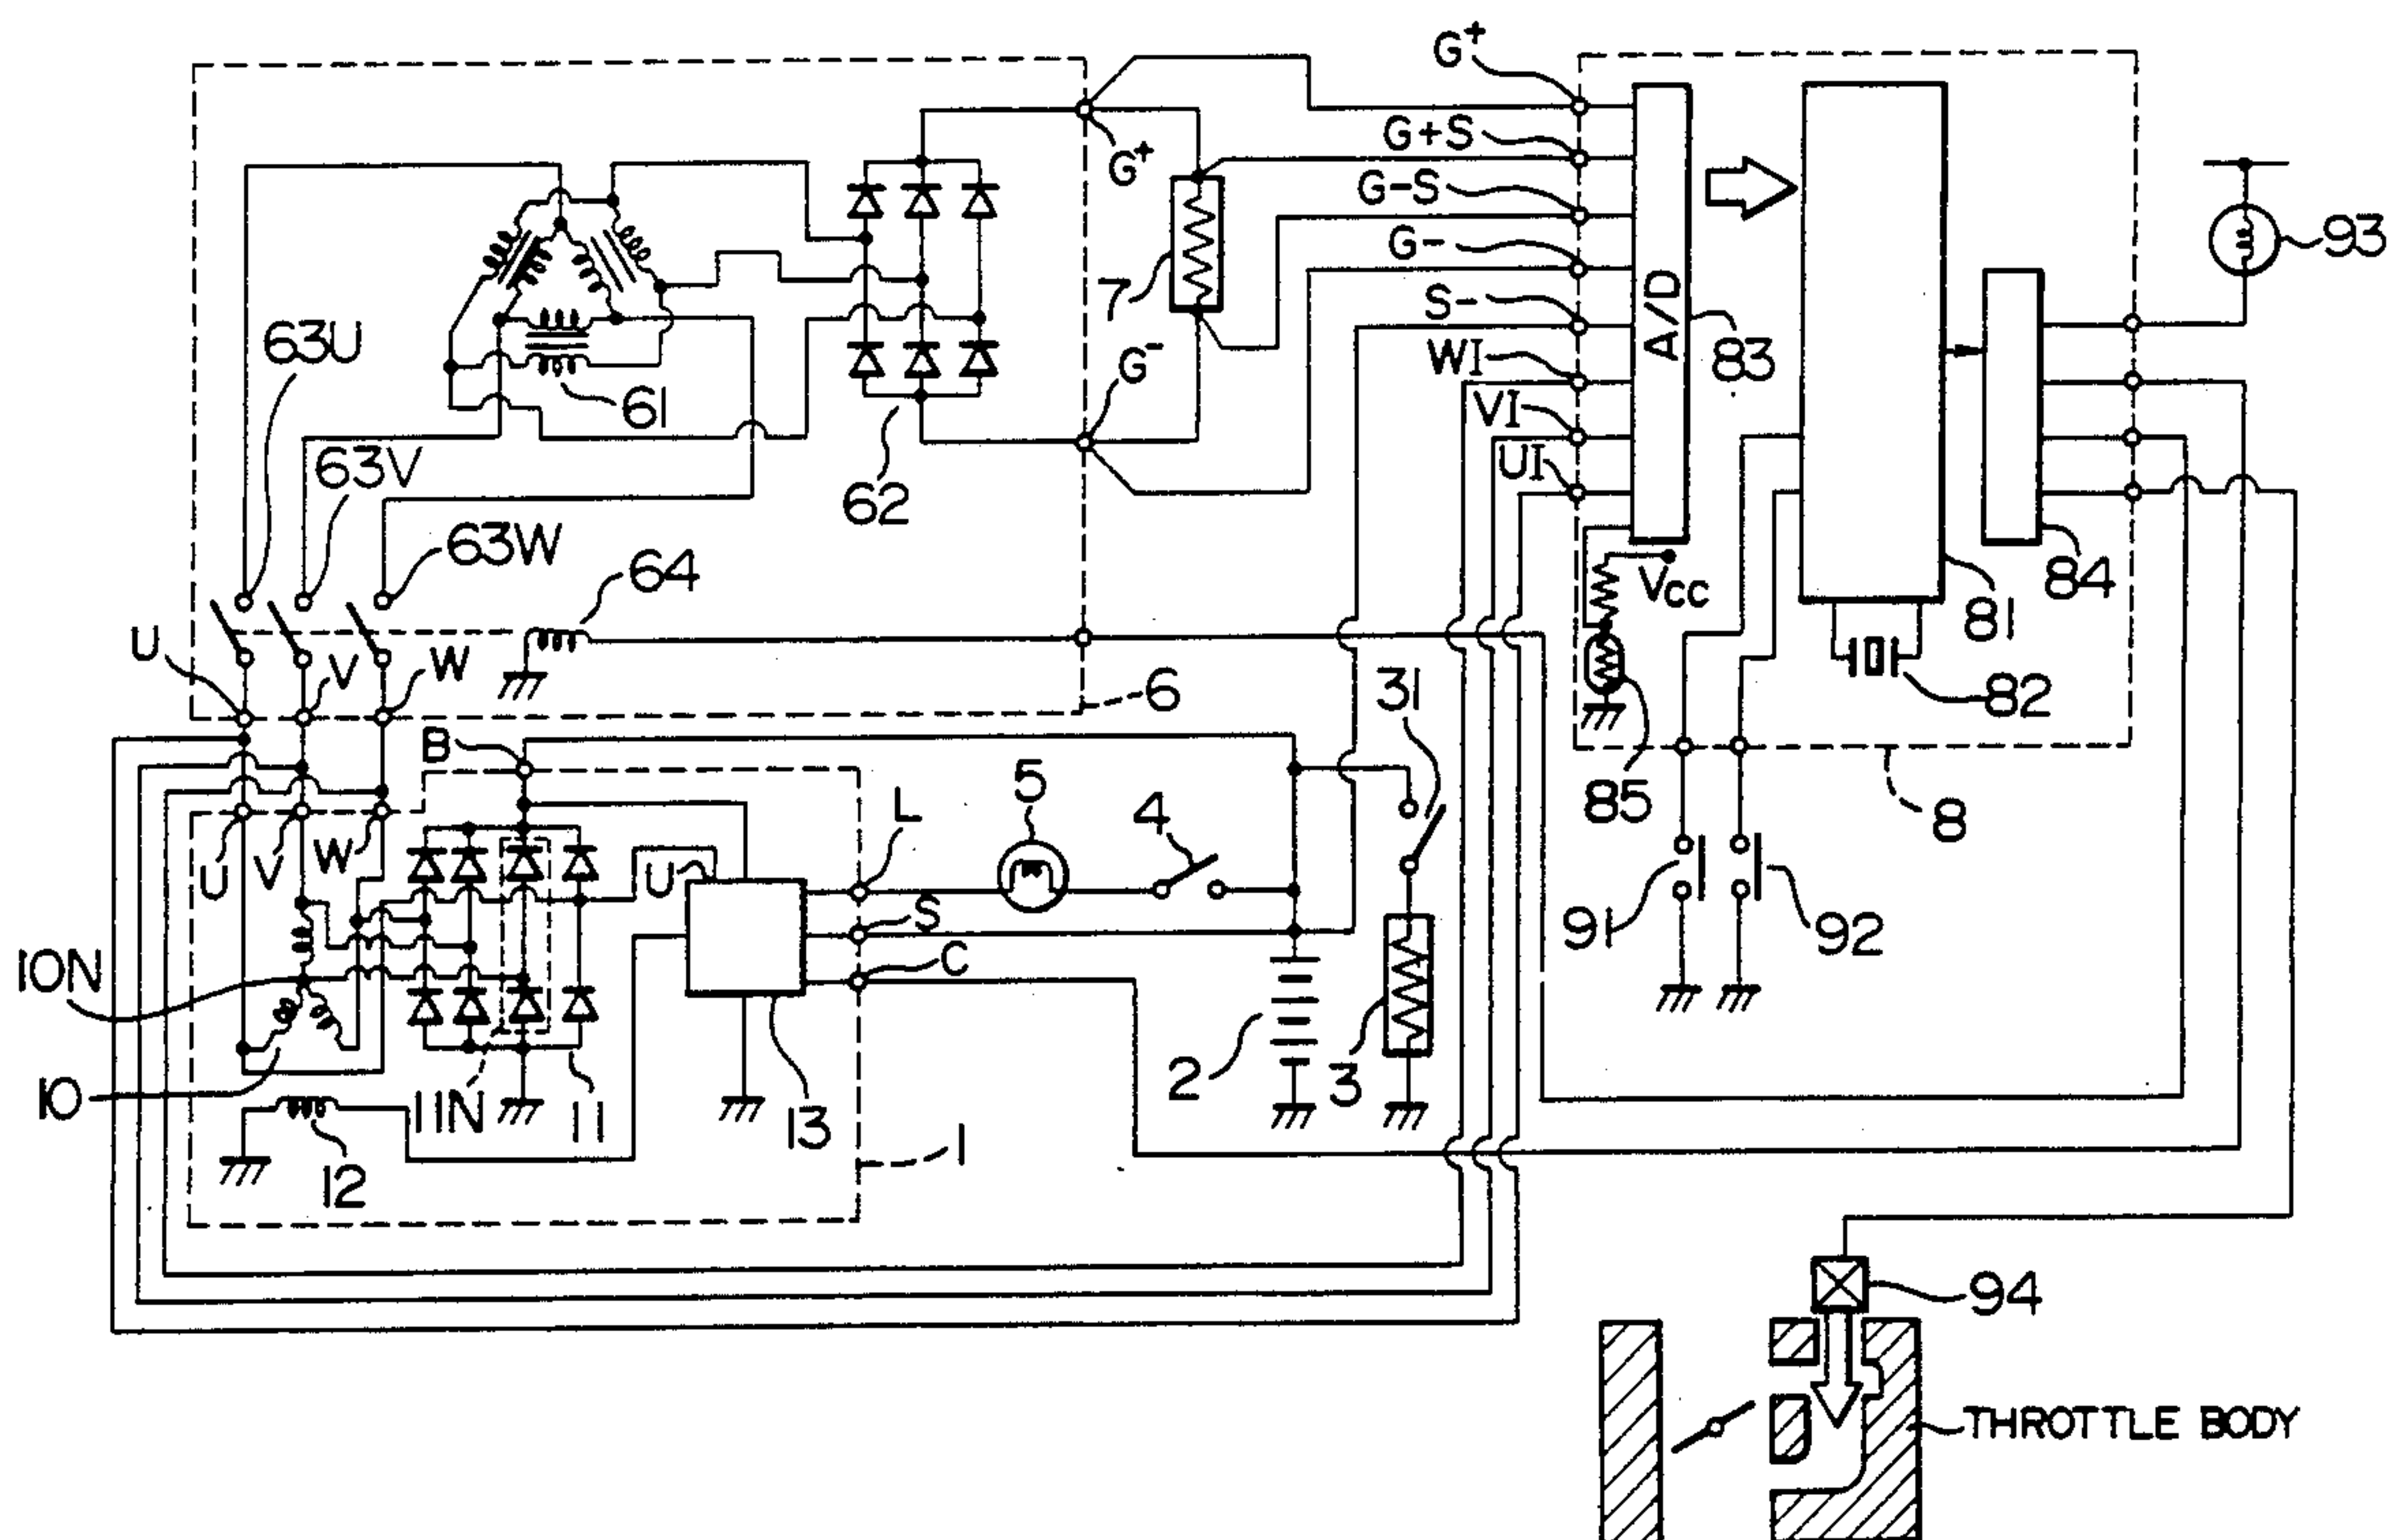 G+
G+S
G-S
G-
S-
WI
VI
UI
A/D
83
93
G+
7
G-
63U
61
63V
62
63W
64
Vcc
84
81
82
U
V
W
6
31
85
8
B
5
4
L
U
V
W
U
S
C
91
92
10N
10
11N
11
13
2
3
12
1
94
THROTTLE BODY